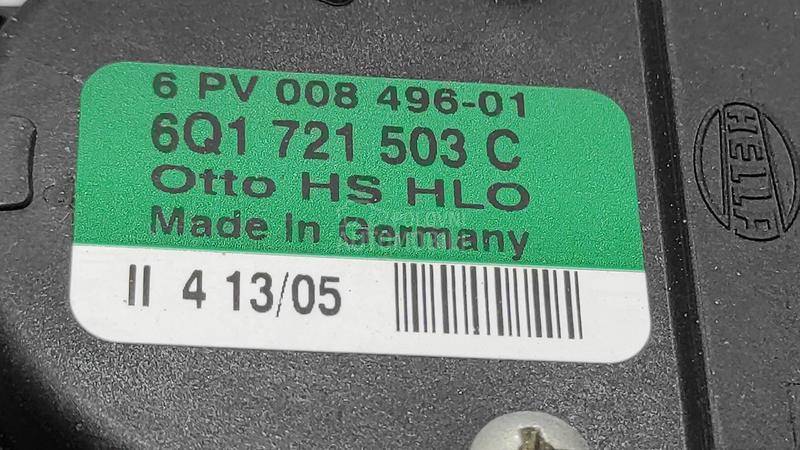 6 PV 008 496-01
6Q1 721 503 C
Otto HS HLO
Made in Germany
II 4 13/05
HELLA